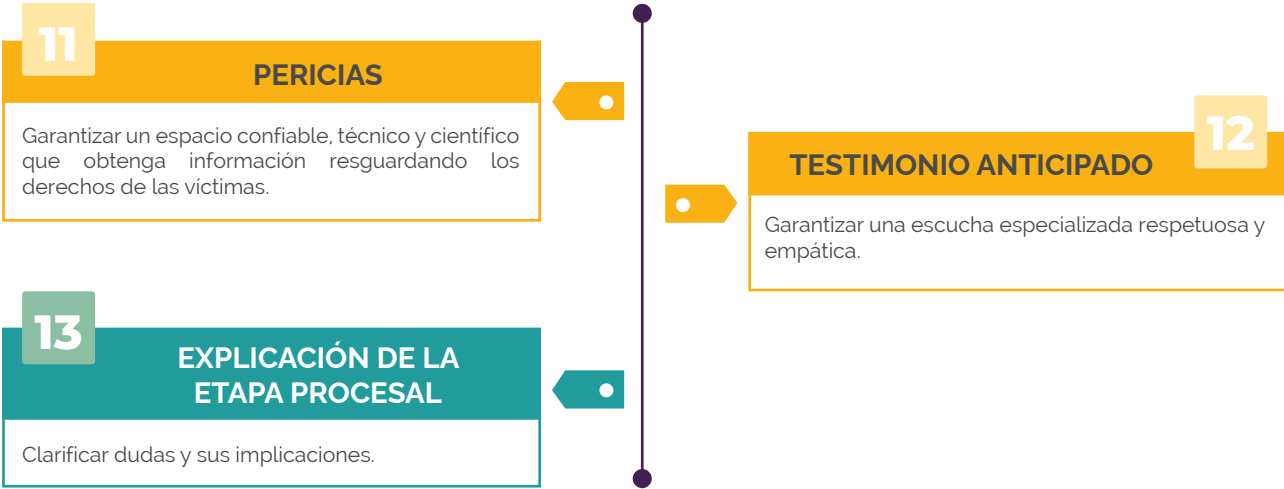 11
PERICIAS
Garantizar un espacio confiable, técnico y científico
que obtenga información resguardando los
derechos de las víctimas.
12
TESTIMONIO ANTICIPADO
Garantizar una escucha especializada respetuosa y
empática.
13
EXPLICACIÓN DE LA
ETAPA PROCESAL
Clarificar dudas y sus implicaciones.